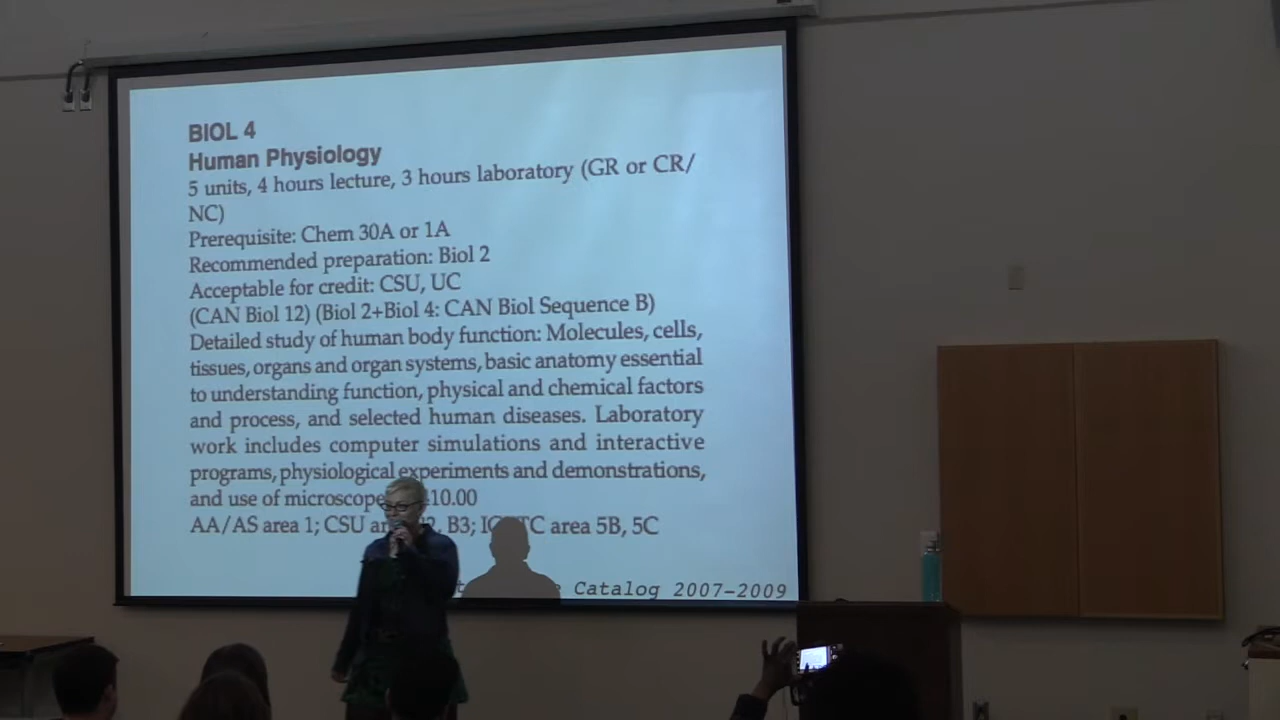 BIOL 4
Human Physiology
5 units, 4 hours lecture, 3 hours laboratory (GR or CR/
NC)
Prerequisite: Chem 30A or 1A
Recommended preparation: Biol 2
Acceptable for credit: CSU, UC
(CAN Biol 12) (Biol 2+Biol 4: CAN Biol Sequence B)
Detailed study of human body function: Molecules, cells,
tissues, organs and organ systems, basic anatomy essential
to understanding function, physical and chemical factors
and process, and selected human diseases. Laboratory
work includes computer simulations and interactive
programs, physiological experiments and demonstrations,
and use of microscope 10.00
AA/AS area 1; CSU B3; area 5B, 5C
Catalog 2007-2009